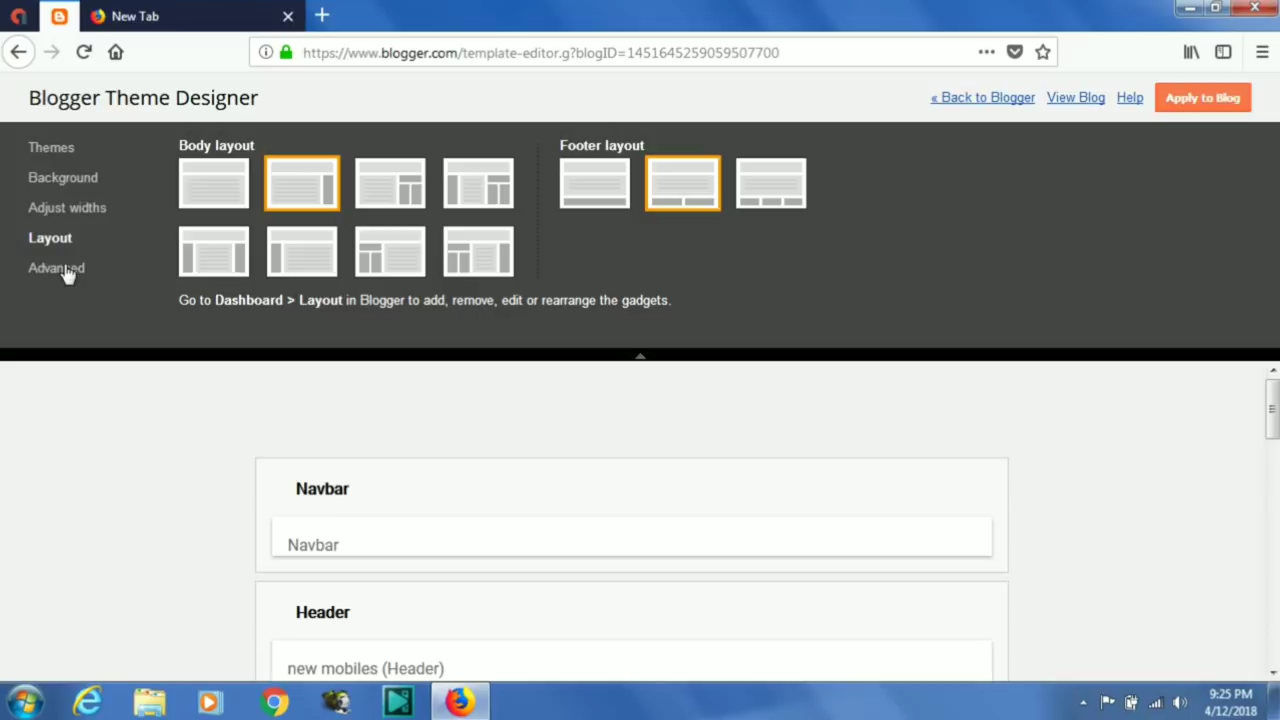 New Tab
https://www.blogger.com/template-editor.g?blogID=1451645259059507700
Blogger Theme Designer
« Back to Blogger View Blog Help Apply to Blog
Themes
Background
Adjust widths
Layout
Advanced
Body layout
Footer layout
Go to Dashboard > Layout in Blogger to add, remove, edit or rearrange the gadgets.
Navbar
Navbar
Header
new mobiles (Header)
9:25 PM
4/12/2018